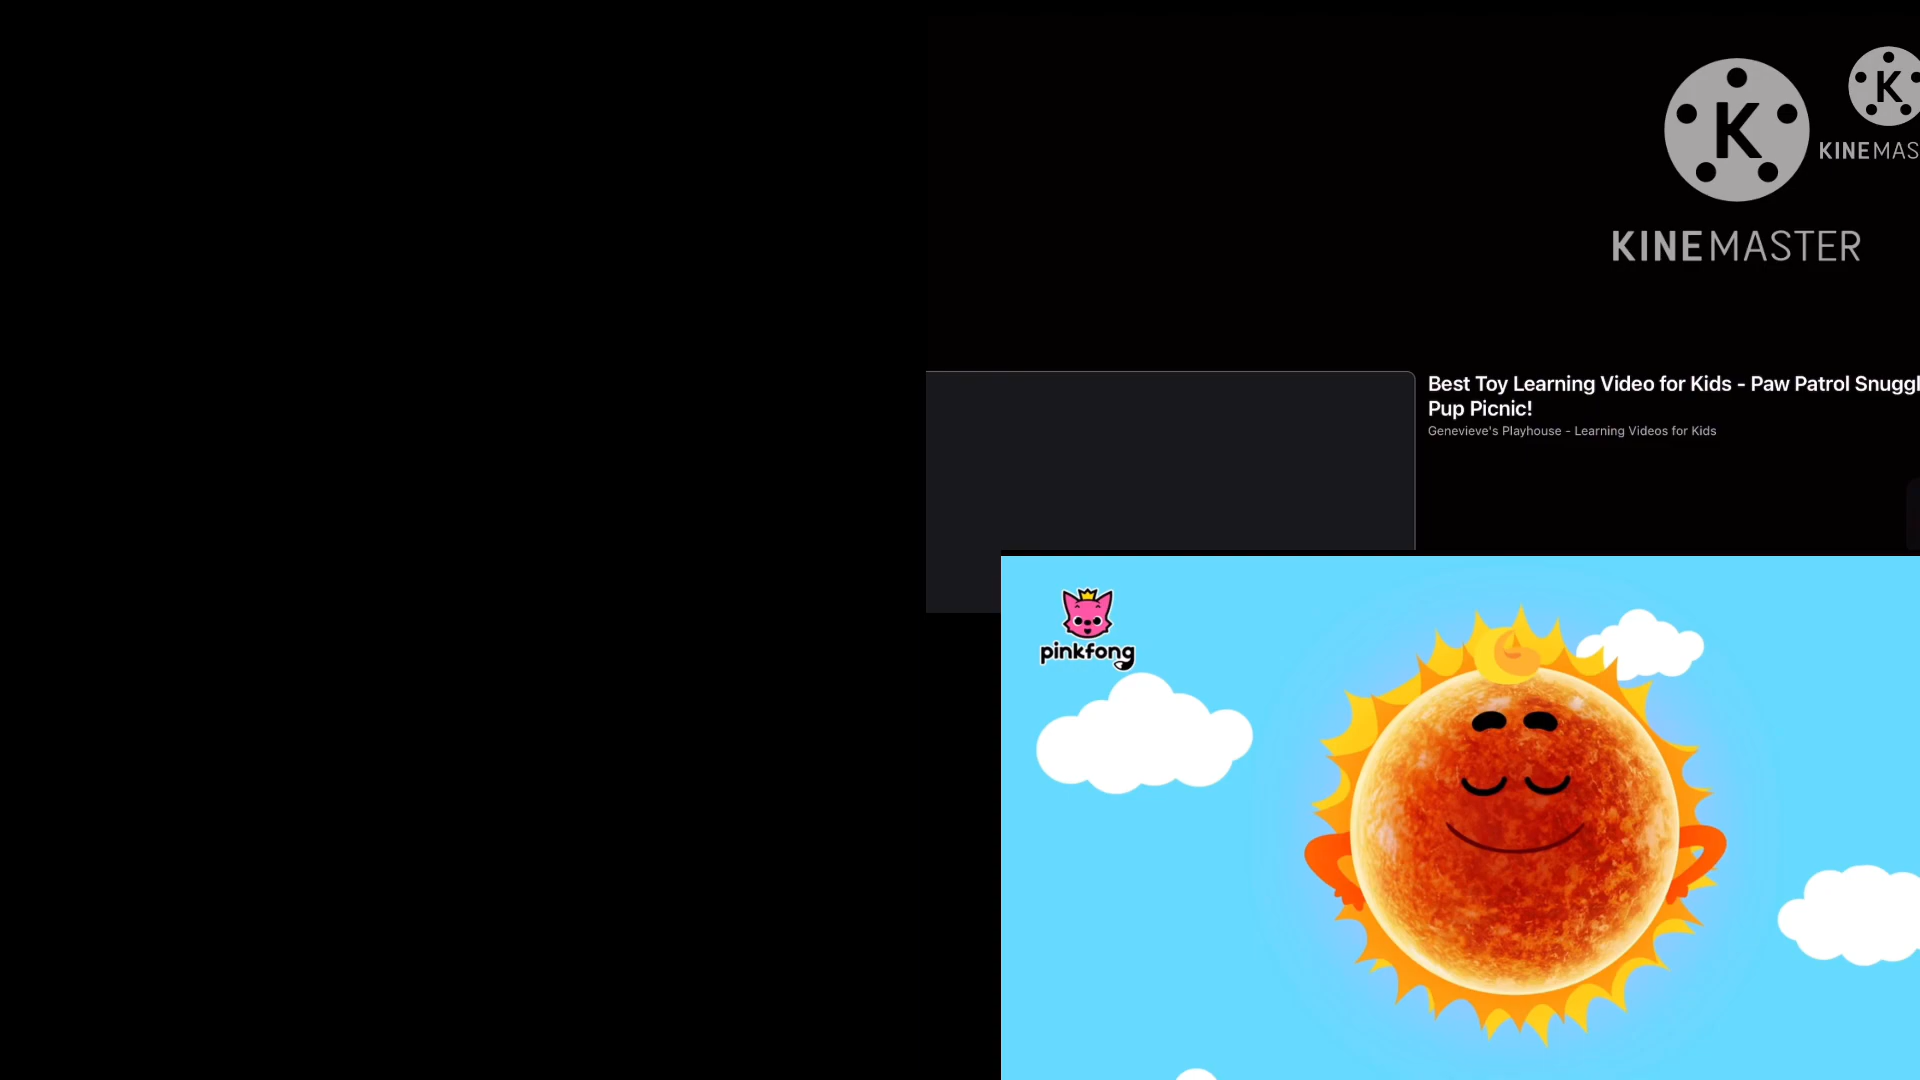 K
KINEMASTER
K
KINEMAS
Best Toy Learning Video for Kids - Paw Patrol Snuggl
Pup Picnic!
Genevieve's Playhouse - Learning Videos for Kids
pinkfong